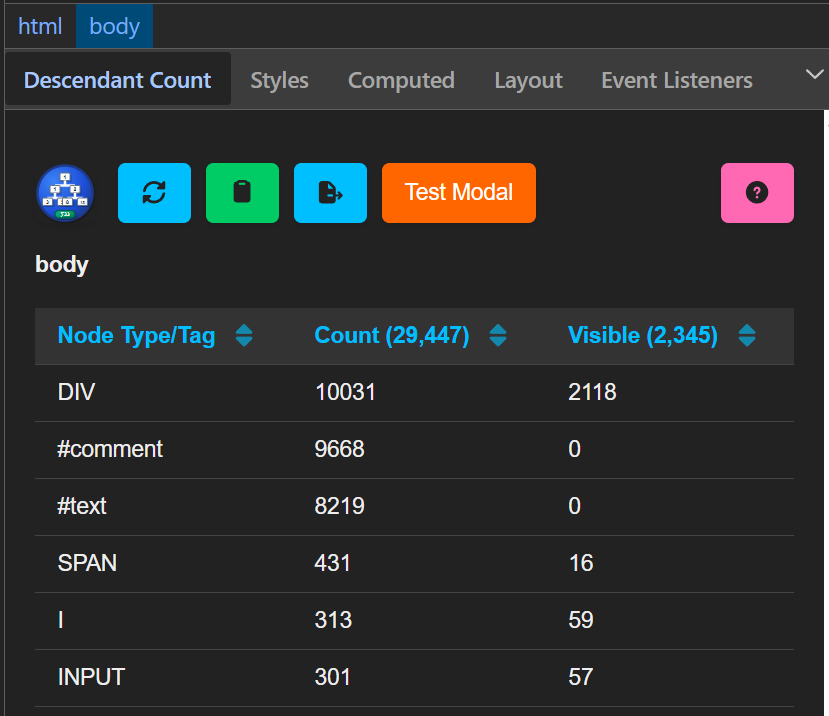 html body
Descendant Count Styles Computed Layout Event Listeners
Test Modal ?
body
Node Type/Tag Count (29,447) Visible (2,345)
DIV 10031 2118
#comment 9668 0
#text 8219 0
SPAN 431 16
I 313 59
INPUT 301 57